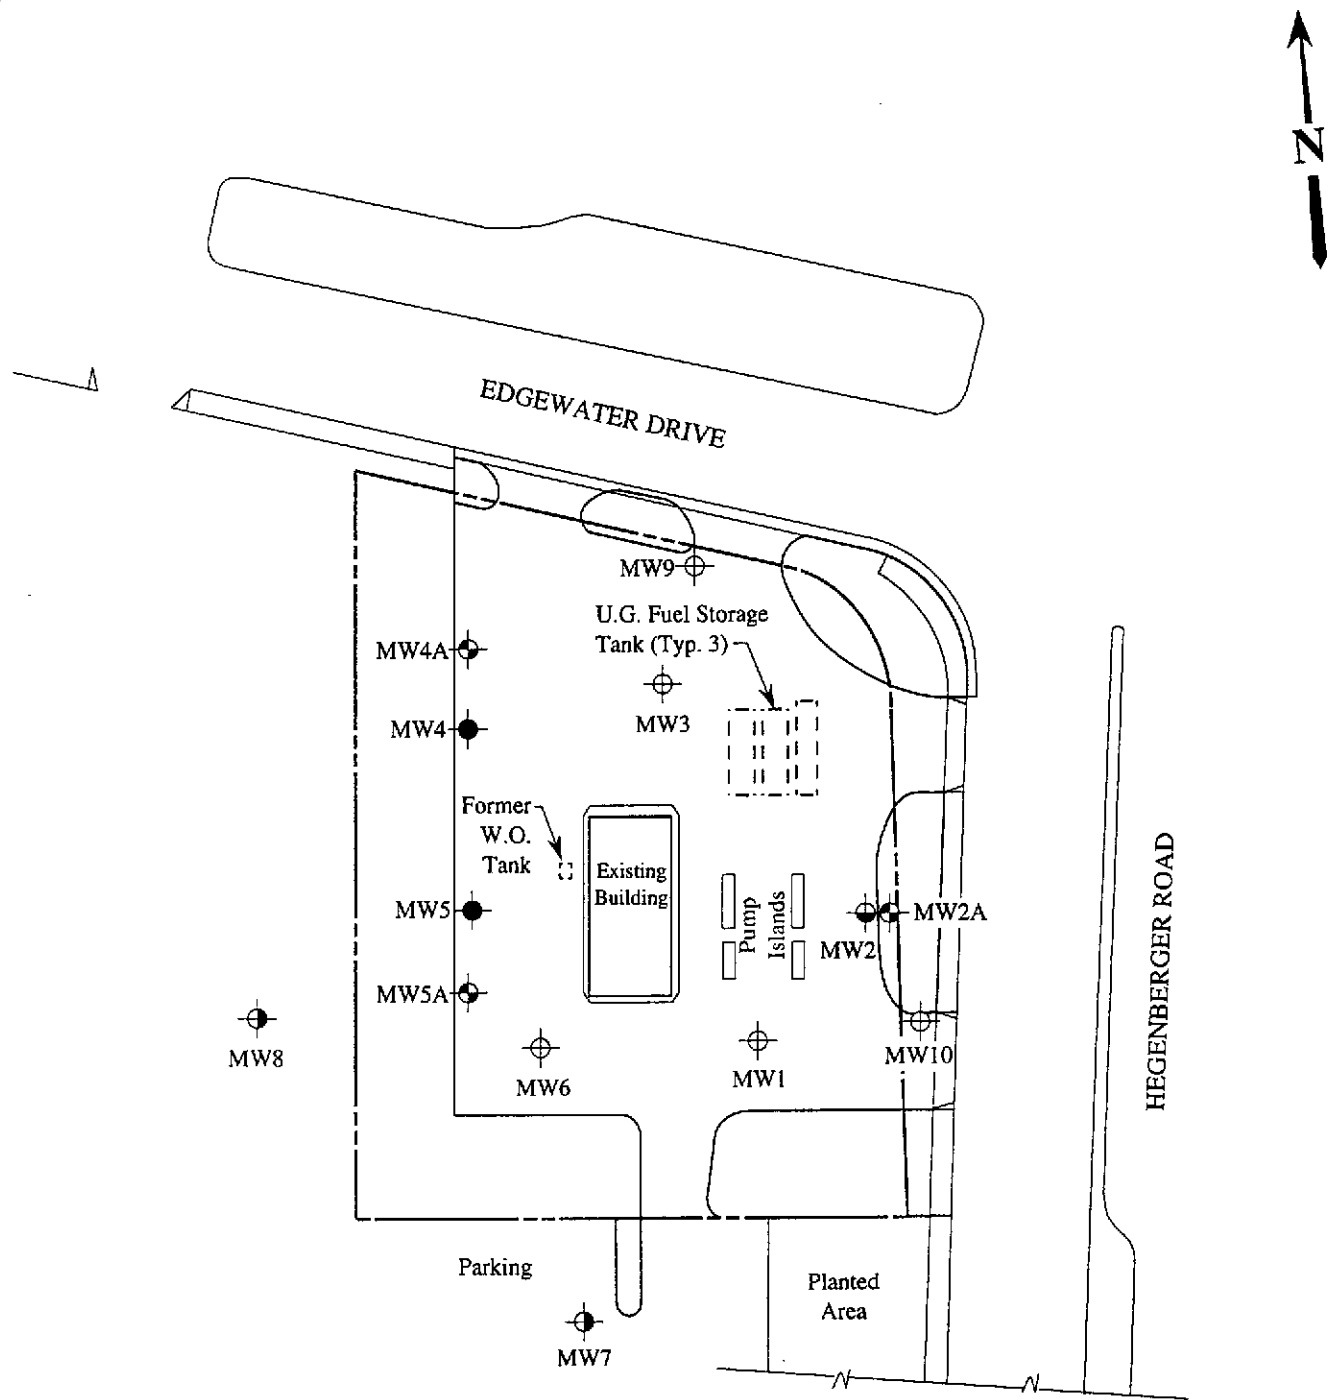 N
EDGEWATER DRIVE
MW9
U.G. Fuel Storage
Tank (Typ. 3)
MW4A
MW3
MW4
Former
W.O.
Tank
Existing
Building
Pump
Islands
MW5
MW2A
MW2
MW5A
MW8
MW6
MW1
MW10
HEGENBERGER ROAD
Parking
Planted
Area
MW7